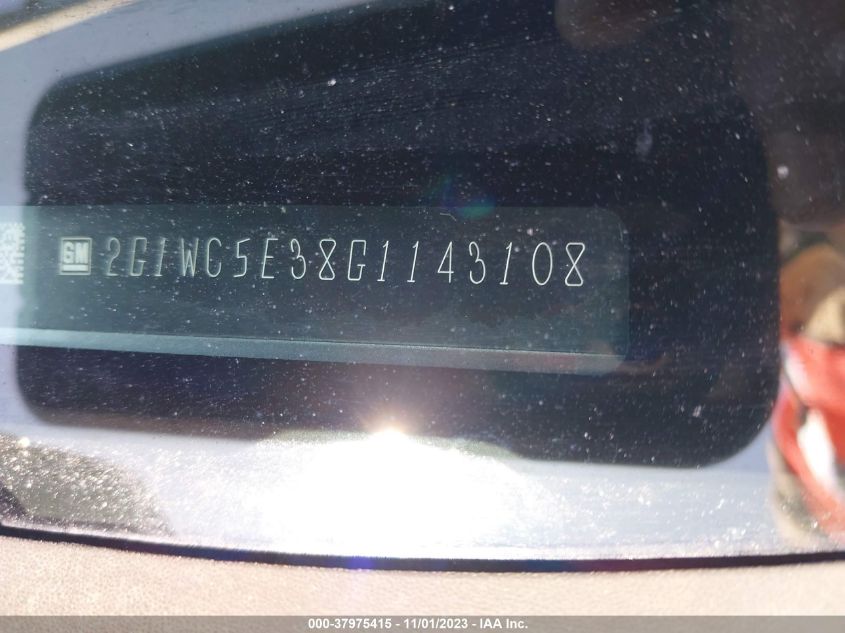 GM 2G1WC5E38G1143108
000-37975415 - 11/01/2023 - IAA Inc.